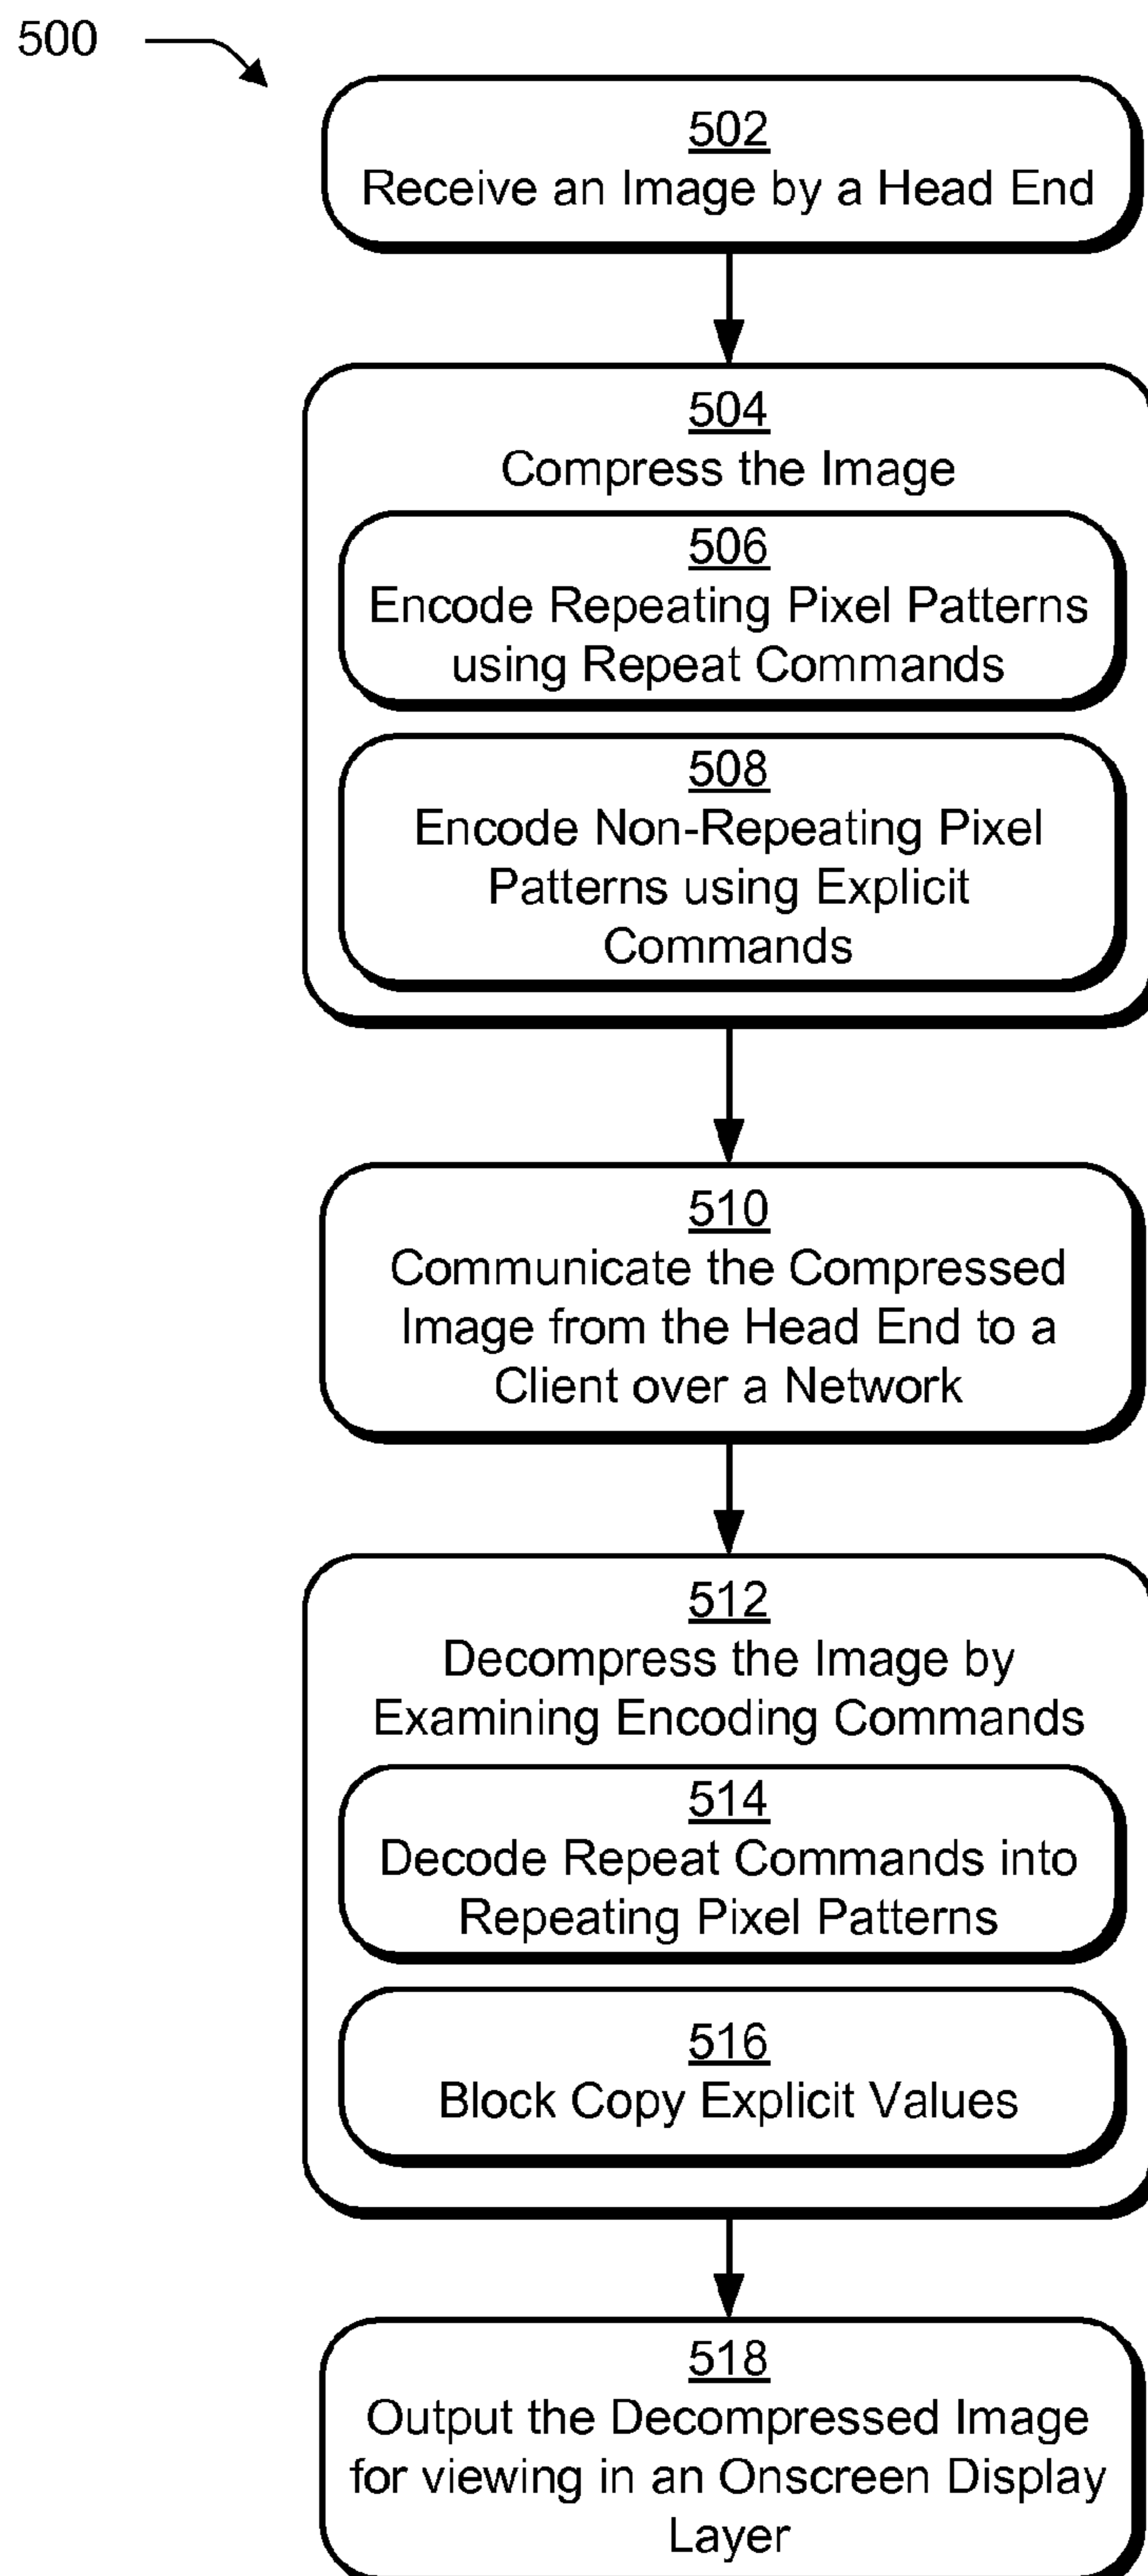 500
502
Receive an Image by a Head End
504
Compress the Image
506
Encode Repeating Pixel Patterns
using Repeat Commands
508
Encode Non-Repeating Pixel
Patterns using Explicit
Commands
510
Communicate the Compressed
Image from the Head End to a
Client over a Network
512
Decompress the Image by
Examining Encoding Commands
514
Decode Repeat Commands into
Repeating Pixel Patterns
516
Block Copy Explicit Values
518
Output the Decompressed Image
for viewing in an Onscreen Display
Layer